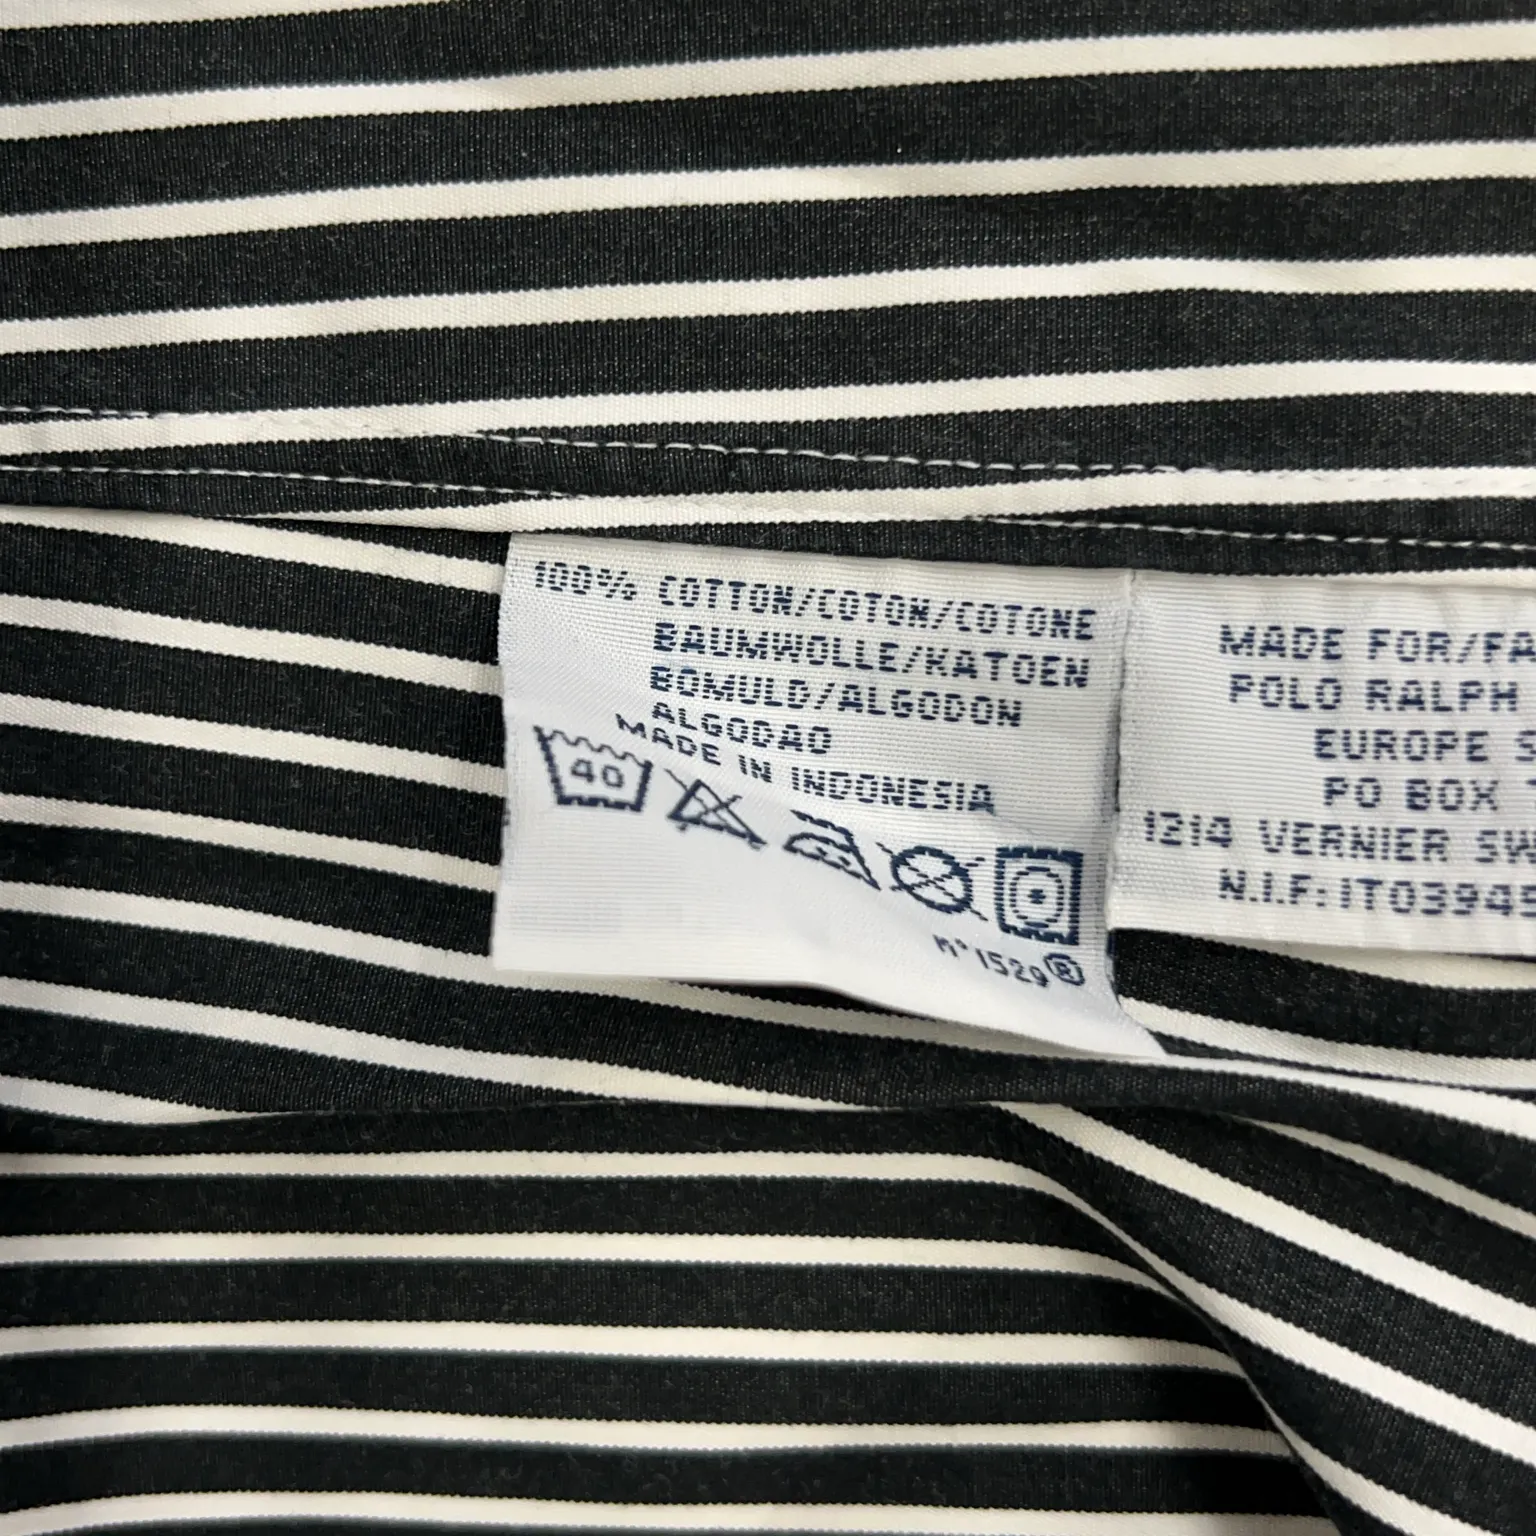 100% COTTON/COTON/COTONE
BAUMWOLLE/KATOEN
BOMULD/ALGODON
ALGODAO
MADE IN INDONESIA
40
n° 1529®
MADE FOR/FA
POLO RALPH
EUROPE S
PO BOX
1214 VERNIER SW
N.I.F: IT03945